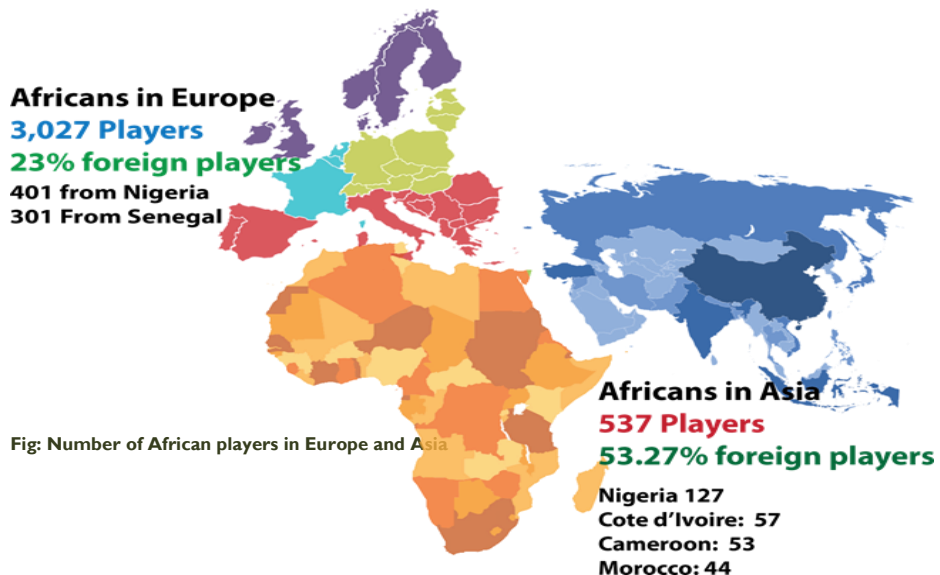 Africans in Europe
3,027 Players
23% foreign players
401 from Nigeria
301 From Senegal
Africans in Asia
537 Players
53.27% foreign players
Nigeria 127
Cote d'Ivoire: 57
Cameroon: 53
Morocco: 44
Fig: Number of African players in Europe and Asia